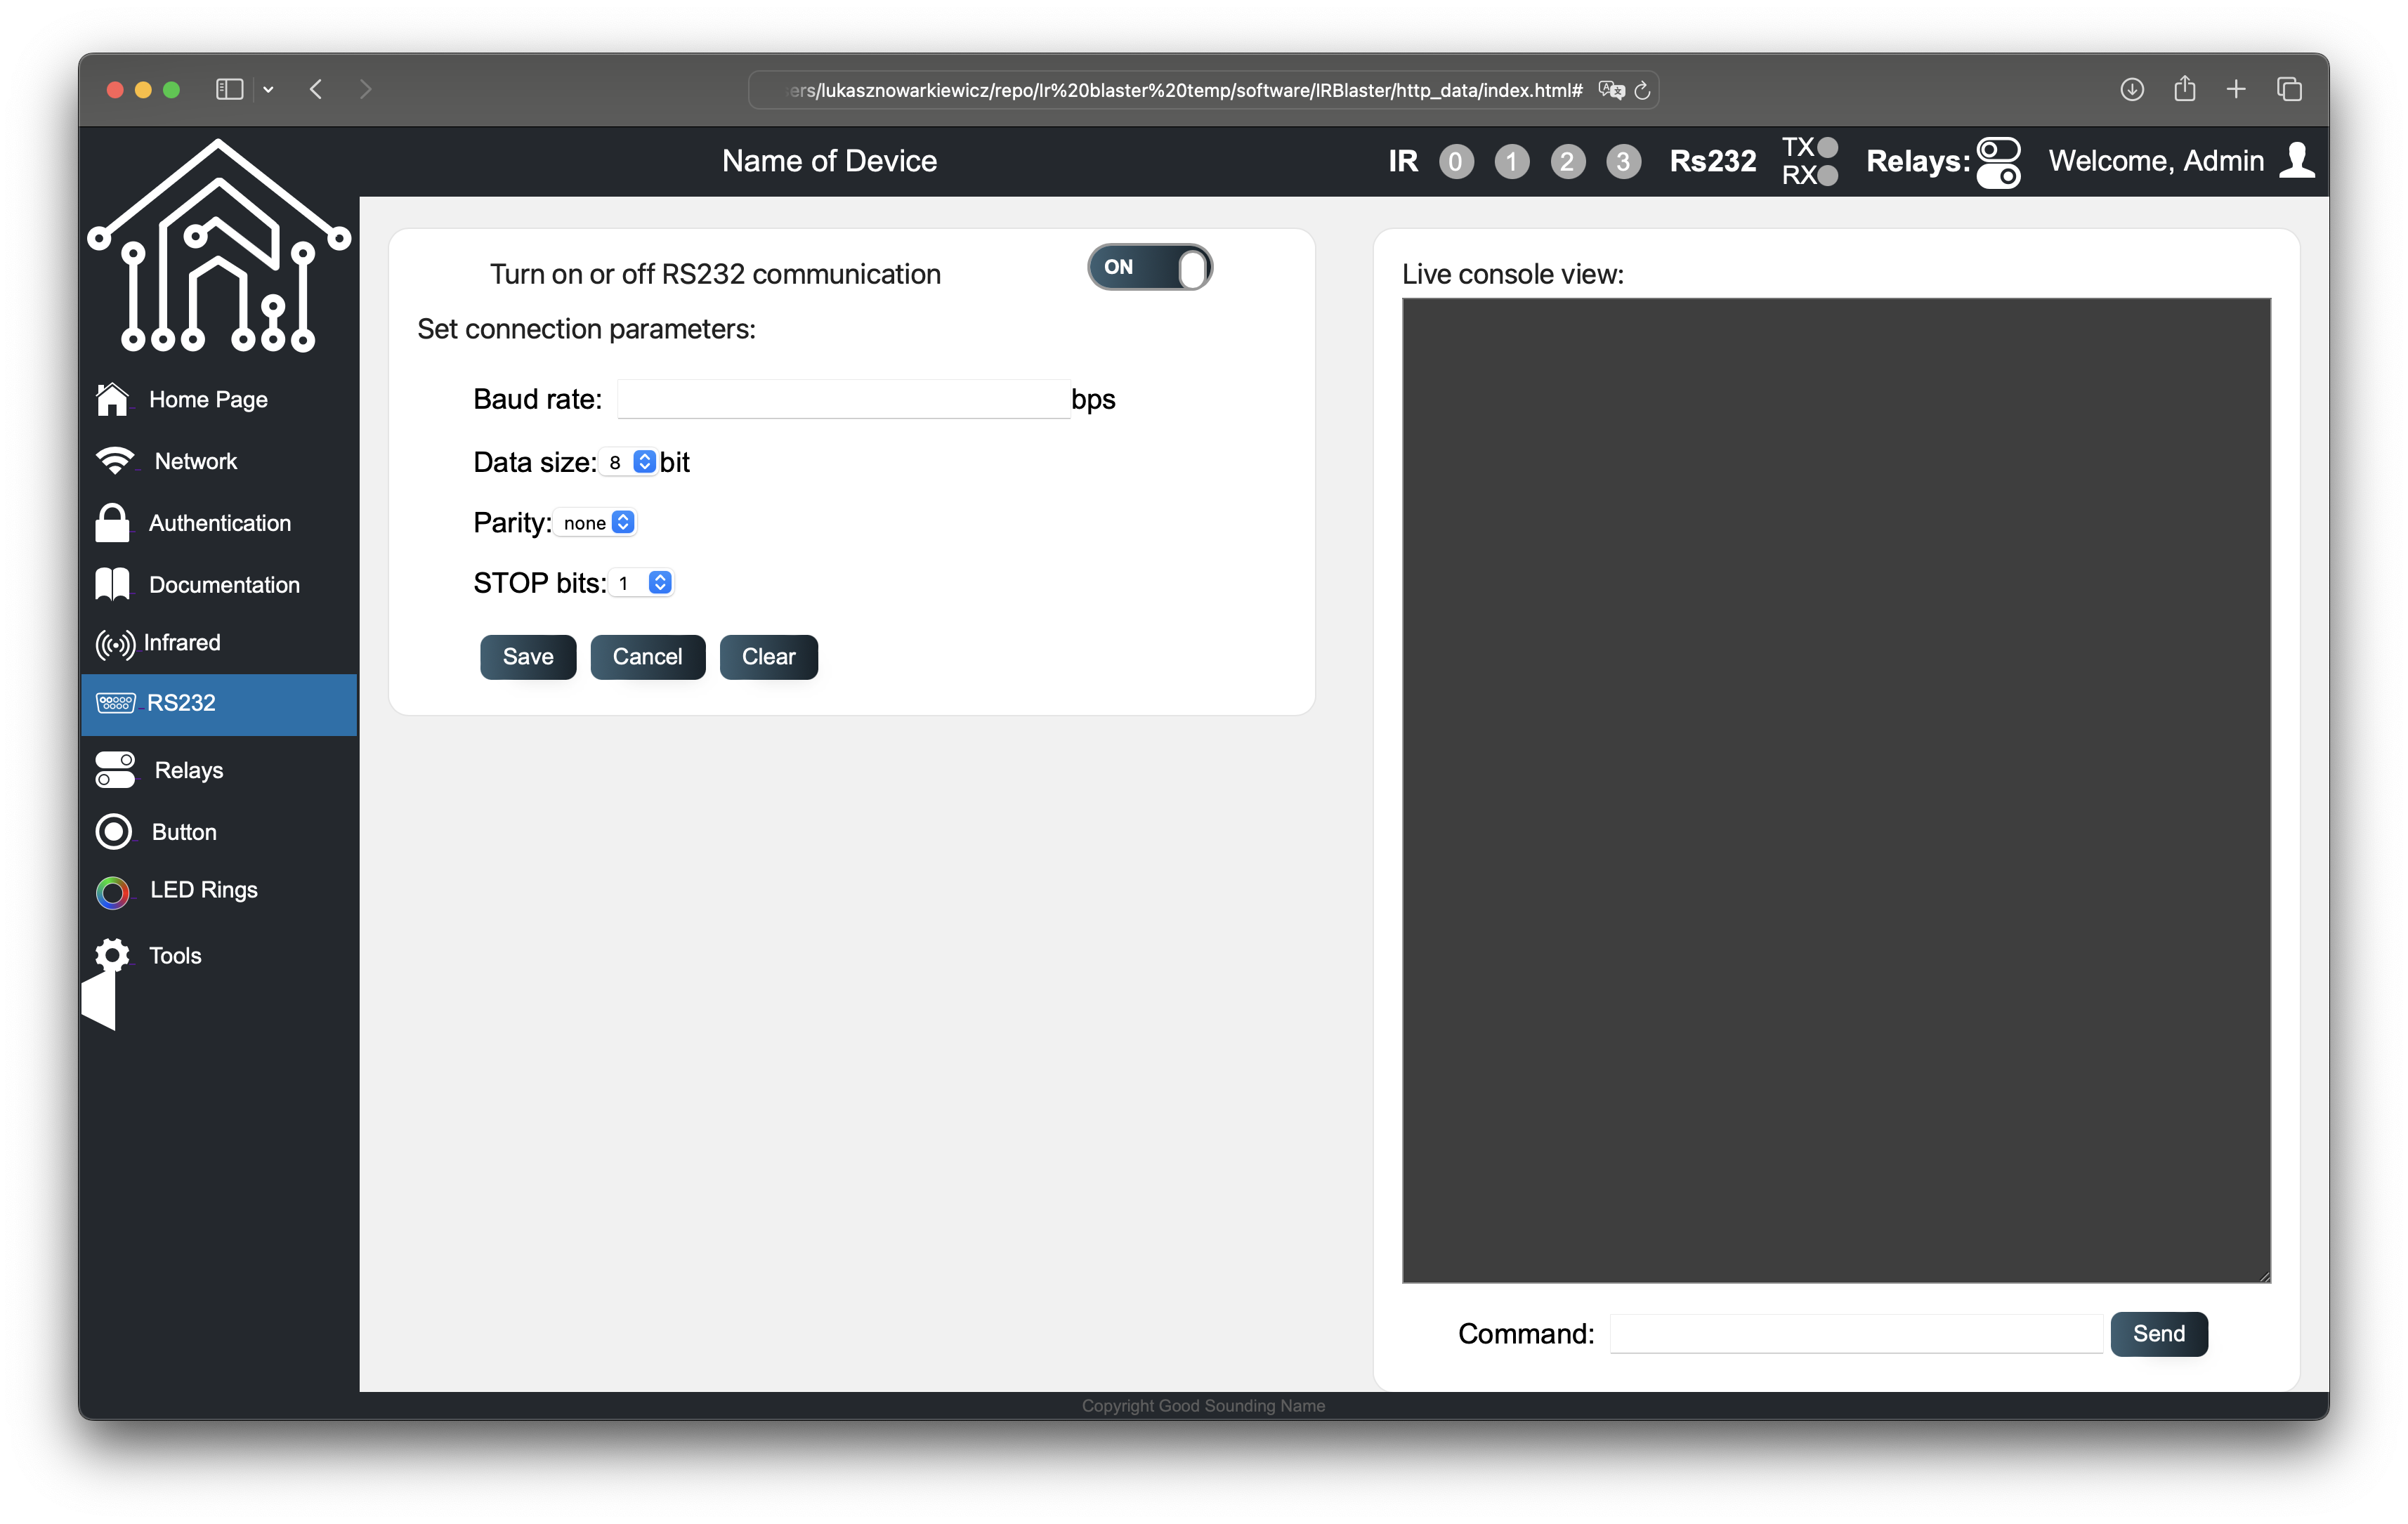 ers/lukasznowarkiewicz/repo/Ir%20blaster%20temp/software/IRBlaster/http_data/index.html#
Name of Device
IR 0 1 2 3 Rs232 TX RX Relays: Welcome, Admin
Home Page
Network
Authentication
Documentation
Infrared
RS232
Relays
Button
LED Rings
Tools
Turn on or off RS232 communication ON
Set connection parameters:
Baud rate: bps
Data size: 8 bit
Parity: none
STOP bits: 1
Save Cancel Clear
Live console view:
Command: Send
Copyright Good Sounding Name